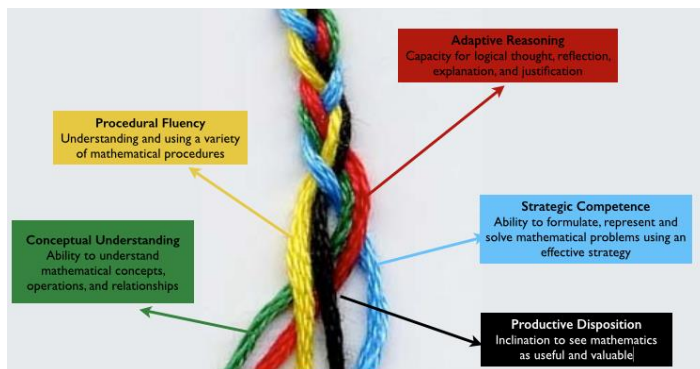 Adaptive Reasoning
Capacity for logical thought, reflection,
explanation, and justification
Procedural Fluency
Understanding and using a variety
of mathematical procedures
Strategic Competence
Ability to formulate, represent and
solve mathematical problems using an
effective strategy
Conceptual Understanding
Ability to understand
mathematical concepts,
operations, and relationships
Productive Disposition
Inclination to see mathematics
as useful and valuable